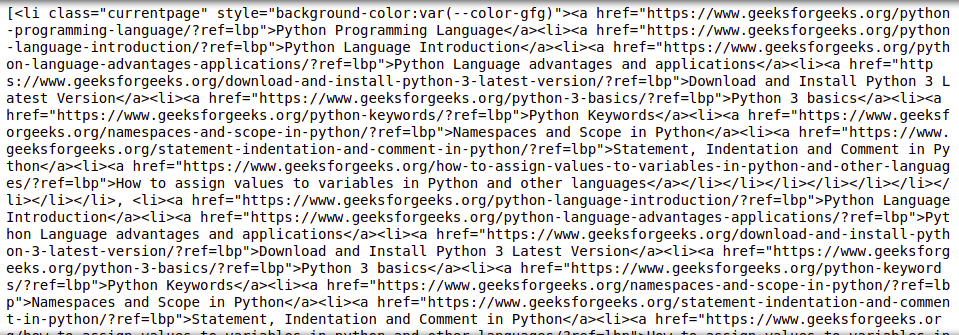 [<li class="currentpage" style="background-color:var(--color-gfg)"><a href="https://www.geeksforgeeks.org/python
-programming-language/?ref=lbp">Python Programming Language</a><li><a href="https://www.geeksforgeeks.org/python
-language-introduction/?ref=lbp">Python Language Introduction</a><li><a href="https://www.geeksforgeeks.org/pyth
on-language-advantages-applications/?ref=lbp">Python Language advantages and applications</a><li><a href="http
s://www.geeksforgeeks.org/download-and-install-python-3-latest-version/?ref=lbp">Download and Install Python 3 L
atest Version</a><li><a href="https://www.geeksforgeeks.org/python-3-basics/?ref=lbp">Python 3 basics</a><li><a
href="https://www.geeksforgeeks.org/python-keywords/?ref=lbp">Python Keywords</a><li><a href="https://www.geeksf
orgeeks.org/namespaces-and-scope-in-python/?ref=lbp">Namespaces and Scope in Python</a><li><a href="https://www.
geeksforgeeks.org/statement-indentation-and-comment-in-python/?ref=lbp">Statement, Indentation and Comment in Py
thon</a><li><a href="https://www.geeksforgeeks.org/how-to-assign-values-to-variables-in-python-and-other-languag
es/?ref=lbp">How to assign values to variables in Python and other languages</a></li></li></li></li></li></li></
li></li></li>, <li><a href="https://www.geeksforgeeks.org/python-language-introduction/?ref=lbp">Python Language
Introduction</a><li><a href="https://www.geeksforgeeks.org/python-language-advantages-applications/?ref=lbp">Pyt
hon Language advantages and applications</a><li><a href="https://www.geeksforgeeks.org/download-and-install-pyth
on-3-latest-version/?ref=lbp">Download and Install Python 3 Latest Version</a><li><a href="https://www.geeksforg
eeks.org/python-3-basics/?ref=lbp">Python 3 basics</a><li><a href="https://www.geeksforgeeks.org/python-keyword
s/?ref=lbp">Python Keywords</a><li><a href="https://www.geeksforgeeks.org/namespaces-and-scope-in-python/?ref=lb
p">Namespaces and Scope in Python</a><li><a href="https://www.geeksforgeeks.org/statement-indentation-and-commen
t-in-python/?ref=lbp">Statement, Indentation and Comment in Python</a><li><a href="https://www.geeksforgeeks.or
g/how-to-assign-values-to-variables-in-python-and-other-languages/?ref=lbp">How to assign values to variables in